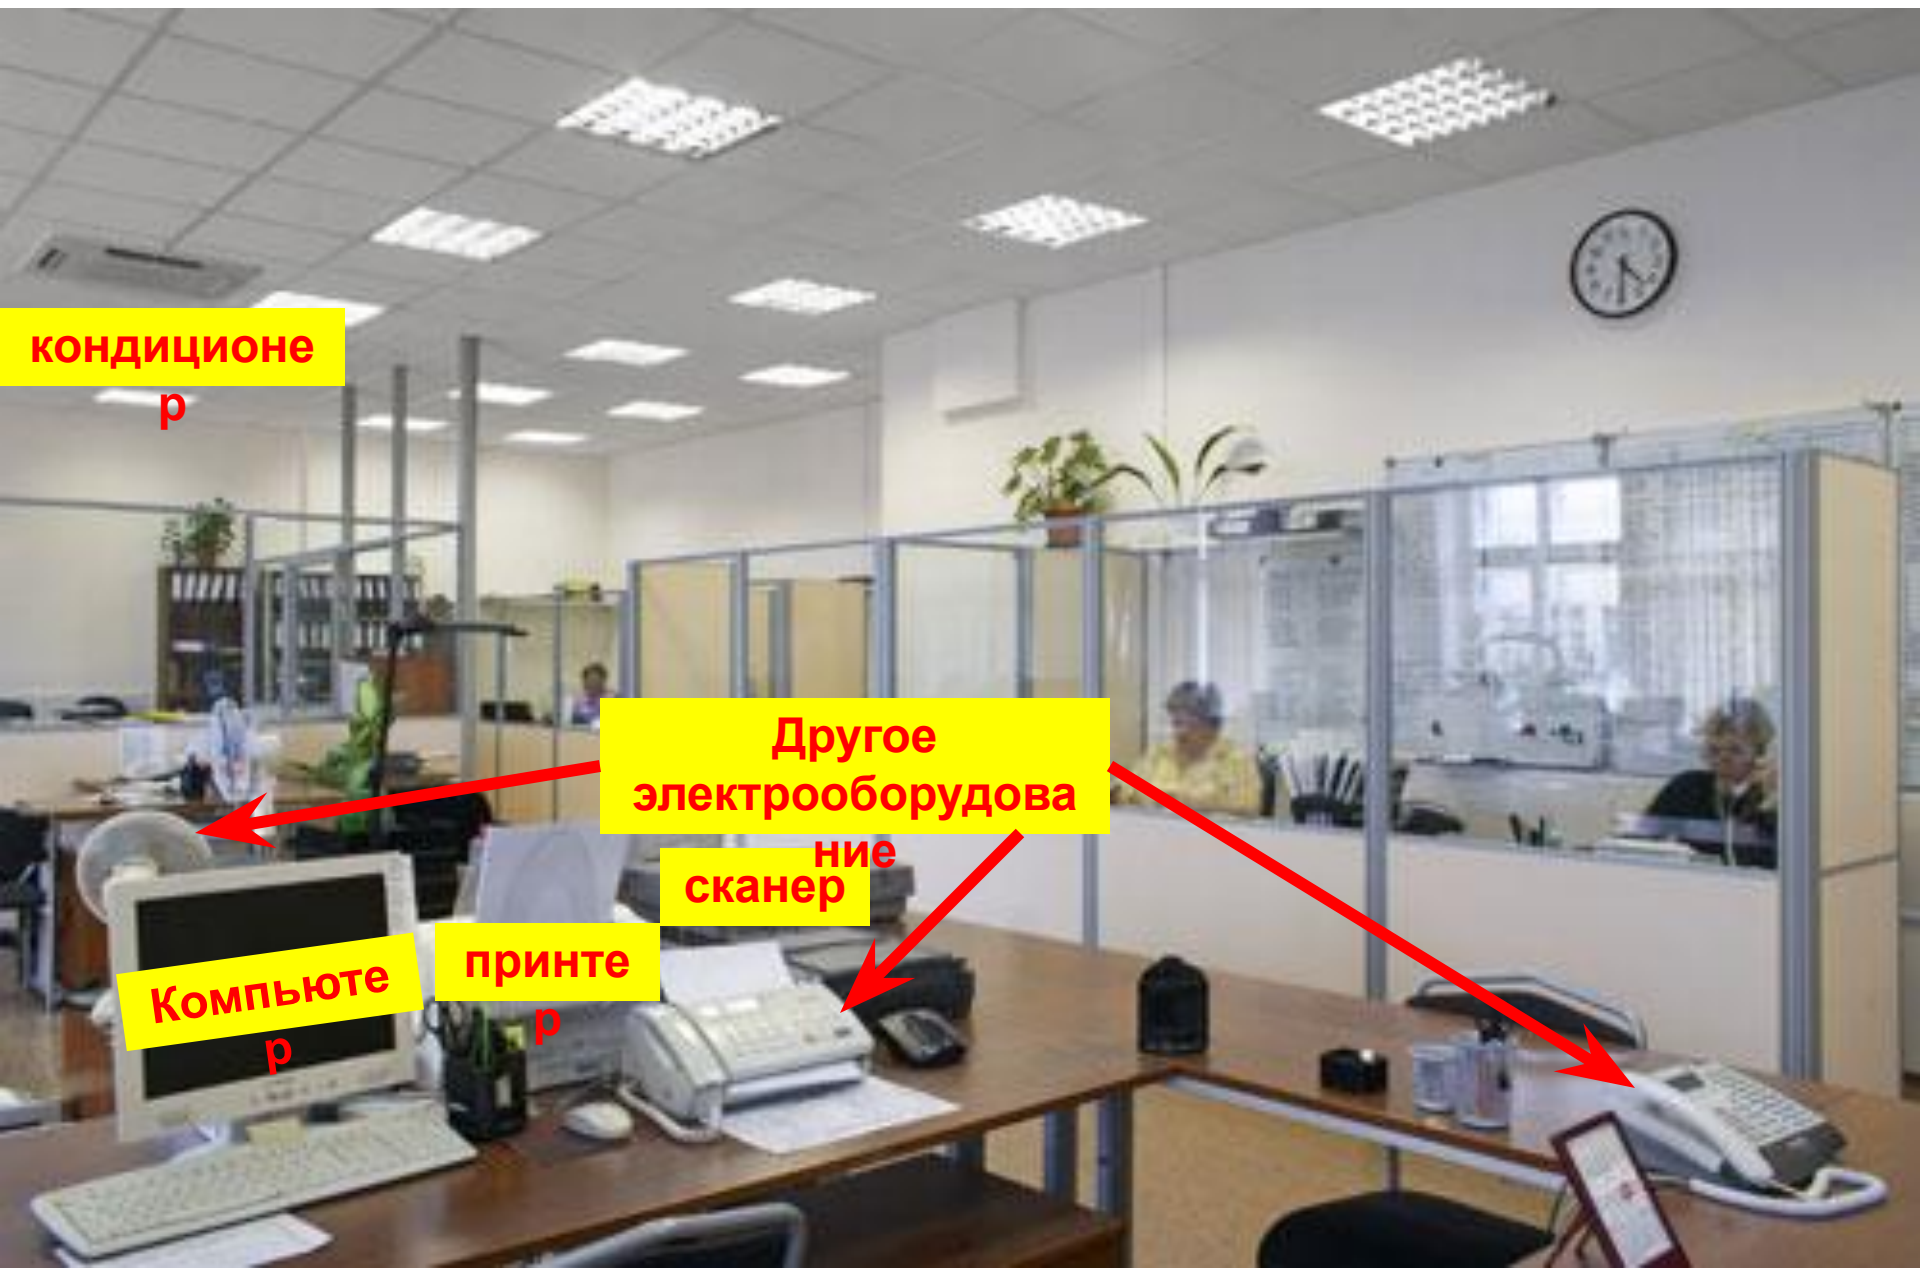 кондиционе
р
Другое
электрооборудова
ние
сканер
принте
р
Компьюте
р